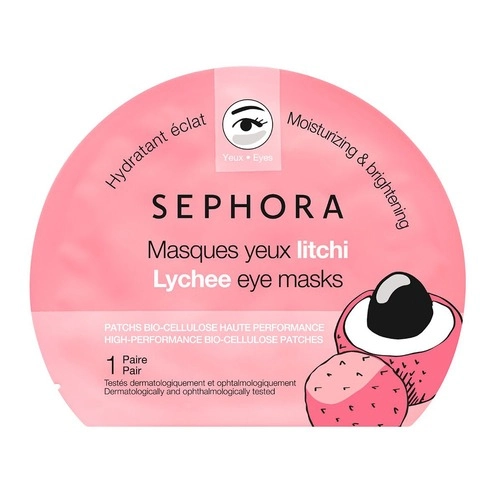 Hydratant éclat
Moisturizing & brightening
Yeux • Eyes
SEPHORA
Masques yeux litchi
Lychee eye masks
PATCHS BIO-CELLULOSE HAUTE PERFORMANCE
HIGH-PERFORMANCE BIO-CELLULOSE PATCHES
1 Paire
Pair
Testés dermatologiquement et ophtalmologiquement
Dermatologically and ophthalmologically tested